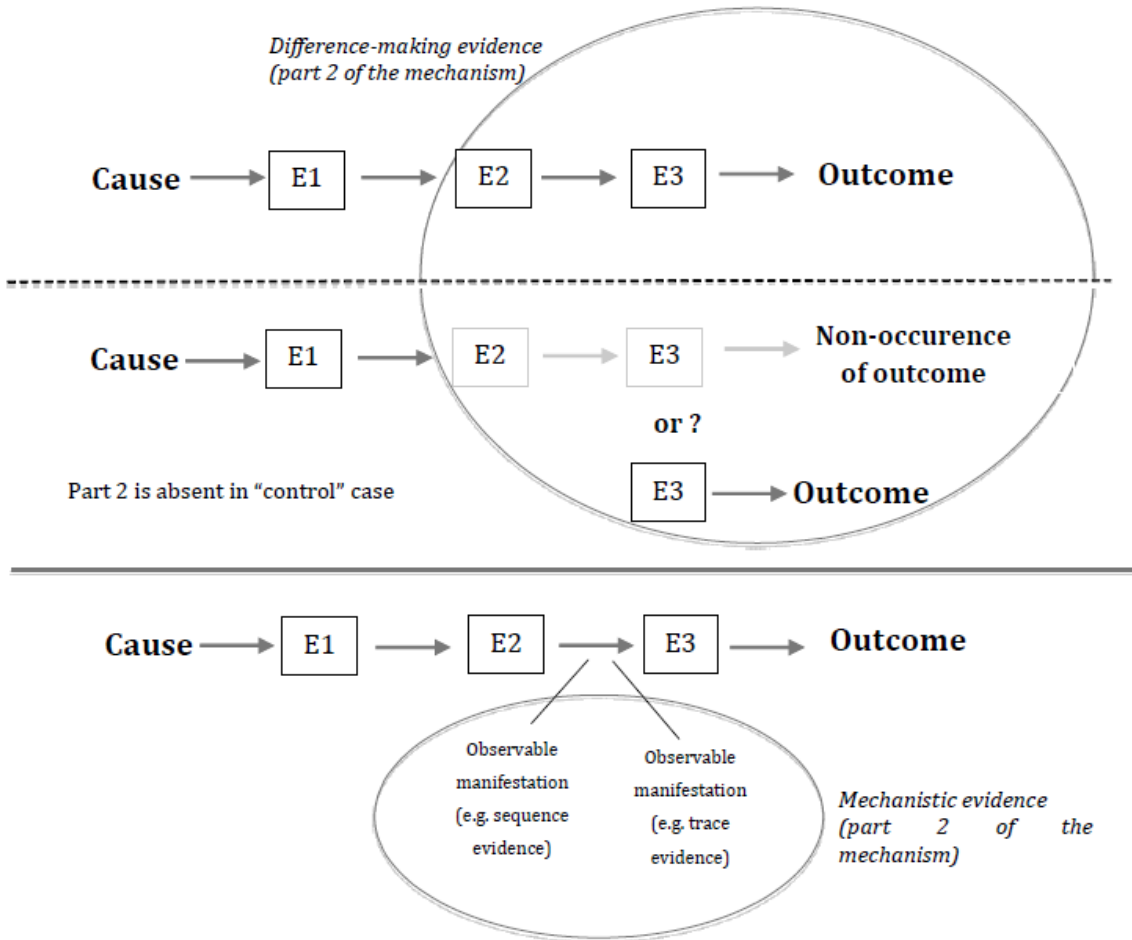 Difference-making evidence
(part 2 of the mechanism)
Cause E1 E2 E3 Outcome
Cause E1 E2 E3 Non-occurence
of outcome
or ?
E3 Outcome
Part 2 is absent in “control” case
Cause E1 E2 E3 Outcome
Observable
manifestation
(e.g. sequence
evidence)
Observable
manifestation
(e.g. trace
evidence)
Mechanistic evidence
(part 2 of the
mechanism)